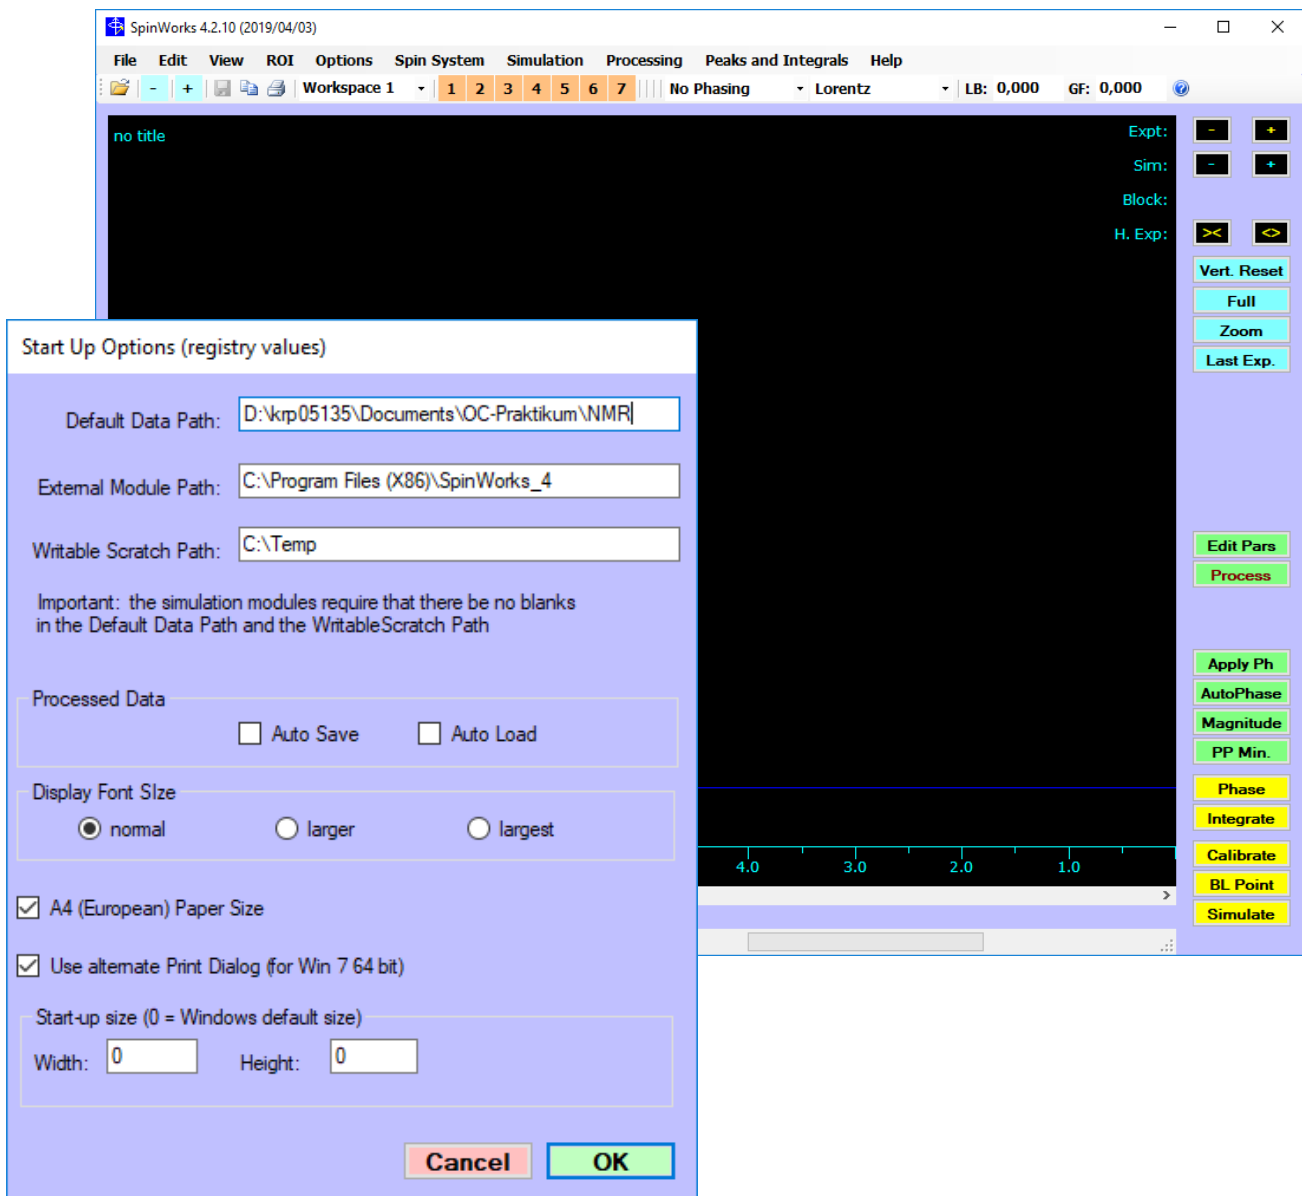 SpinWorks 4.2.10 (2019/04/03)
File Edit View ROI Options Spin System Simulation Processing Peaks and Integrals Help
- + Workspace 1 1 2 3 4 5 6 7 No Phasing Lorentz LB: 0,000 GF: 0,000 ?
no title
Expt: - +
Sim: - +
Block:
H. Exp: >< <>
Vert. Reset
Full
Zoom
Last Exp.
Edit Pars
Process
Apply Ph
AutoPhase
Magnitude
PP Min.
Phase
Integrate
Calibrate
BL Point
Simulate
4.0 3.0 2.0 1.0
Start Up Options (registry values)
Default Data Path: D:\krp05135\Documents\OC-Praktikum\NMR
External Module Path: C:\Program Files (X86)\SpinWorks_4
Writable Scratch Path: C:\Temp
Important: the simulation modules require that there be no blanks
in the Default Data Path and the WritableScratch Path
Processed Data
Auto Save Auto Load
Display Font SIze
normal larger largest
A4 (European) Paper Size
Use alternate Print Dialog (for Win 7 64 bit)
Start-up size (0 = Windows default size)
Width: 0 Height: 0
Cancel OK